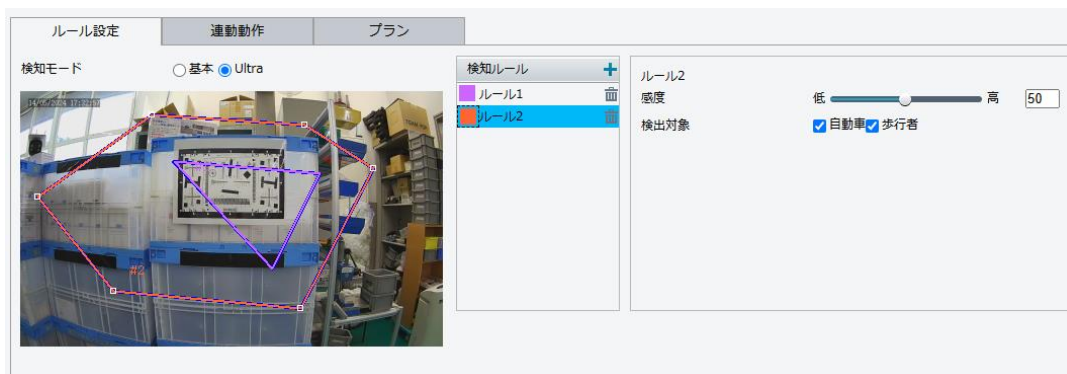 ルール設定
連動動作
プラン
検知モード
基本 Ultra
検知ルール
ルール1
ルール2
ルール2
感度
低 高 50
検出対象
自動車 歩行者
#2